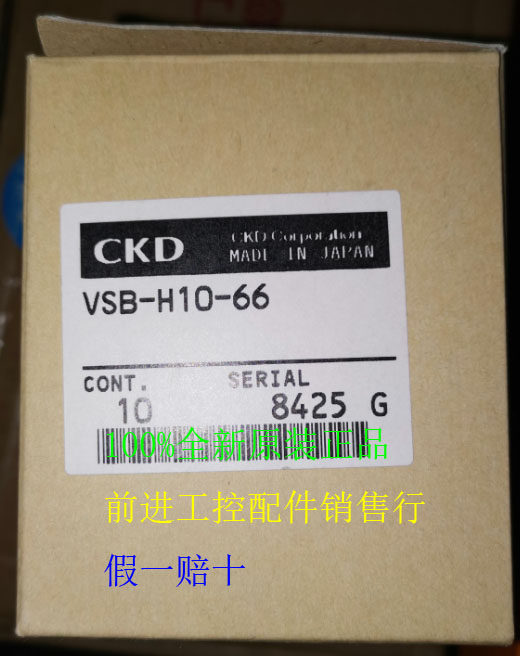 CKD CKD Corporation
MADE IN JAPAN
VSB-H10-66
CONT. SERIAL
10 8425 G
100%全新原装正品
前进工控配件销售行
假一赔十